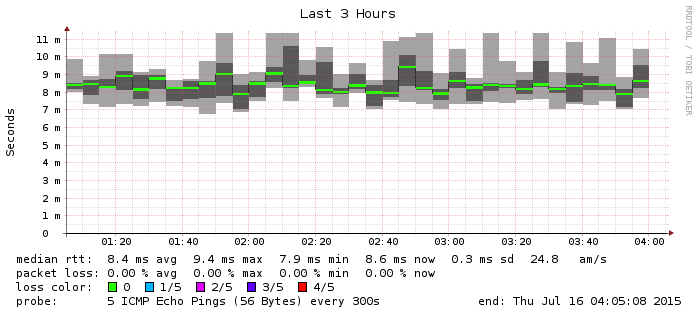 Last 3 Hours
RRDTOOL / TOBI OETIKER
Seconds
11 m
10 m
9 m
8 m
7 m
6 m
5 m
4 m
3 m
2 m
1 m
0
01:20 01:40 02:00 02:20 02:40 03:00 03:20 03:40 04:00
median rtt: 8.4 ms avg 9.4 ms max 7.9 ms min 8.6 ms now 0.3 ms sd 24.8 am/s
packet loss: 0.00 % avg 0.00 % max 0.00 % min 0.00 % now
loss color: 0 1/5 2/5 3/5 4/5
probe: 5 ICMP Echo Pings (56 Bytes) every 300s end: Thu Jul 16 04:05:08 2015